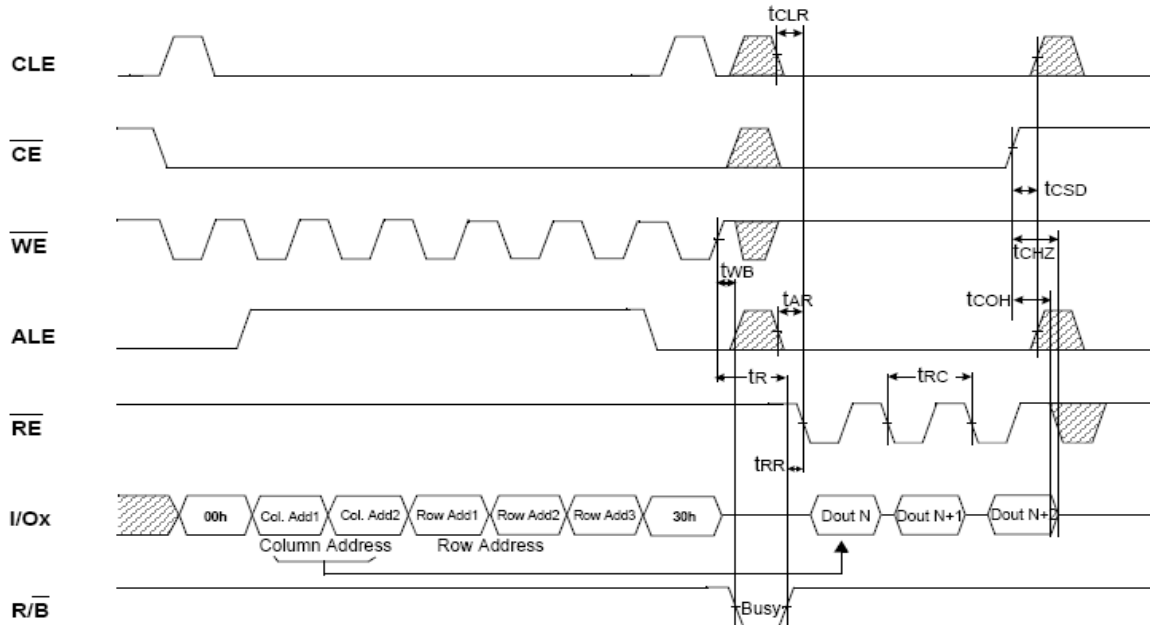 tCLR
CLE
CE
tCSD
WE
tCHZ
tWB
tCOH
tAR
ALE
tR
tRC
RE
tRR
I/Ox
00h
Col. Add1
Col. Add2
Row Add1
Row Add2
Row Add3
30h
Dout N
Dout N+1
Dout N+2
Column Address
Row Address
R/B
Busy